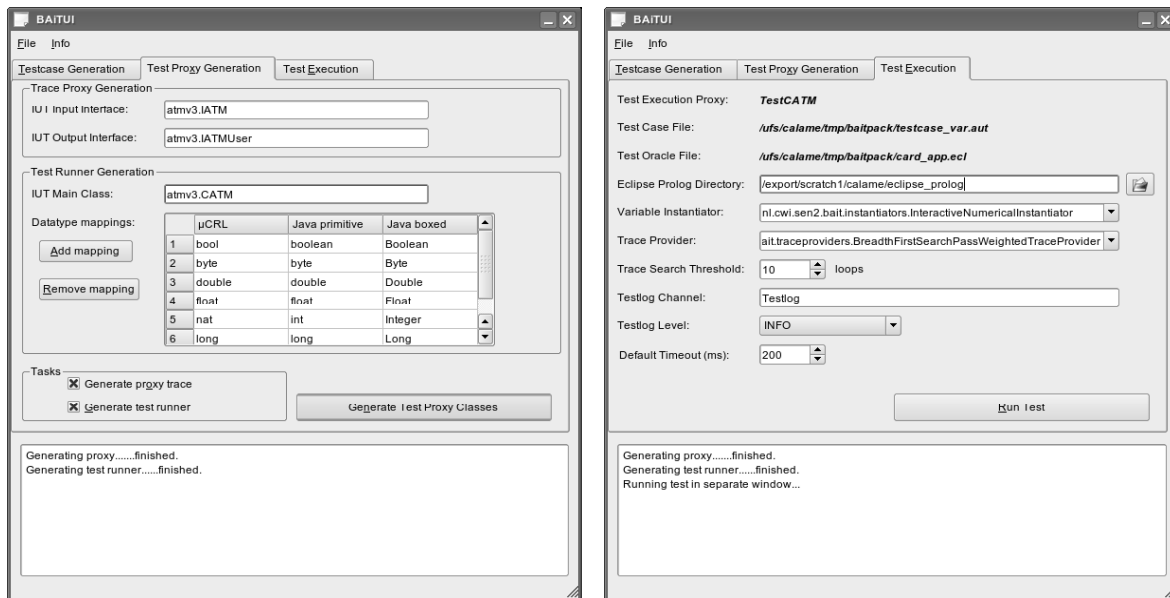 BAiTUI
File Info
Testcase Generation Test Proxy Generation Test Execution
Trace Proxy Generation
IUT Input Interface: atmv3.IATM
IUT Output Interface: atmv3.IATMUser
Test Runner Generation
IUT Main Class: atmv3.CATM
Datatype mappings:
Add mapping
Remove mapping
µCRL Java primitive Java boxed
1 bool boolean Boolean
2 byte byte Byte
3 double double Double
4 float float Float
5 nat int Integer
6 long long Long
Tasks
Generate proxy trace
Generate test runner
Generate Test Proxy Classes
Generating proxy.......finished.
Generating test runner......finished.
BAiTUI
File Info
Testcase Generation Test Proxy Generation Test Execution
Test Execution Proxy: TestCATM
Test Case File: /ufs/calame/tmp/baitpack/testcase_var.aut
Test Oracle File: /ufs/calame/tmp/baitpack/card_app.ecl
Eclipse Prolog Directory: /export/scratch1/calame/eclipse_prolog
Variable Instantiator: nl.cwi.sen2.bait.instantiators.InteractiveNumericalInstantiator
Trace Provider: ait.traceproviders.BreadthFirstSearchPassWeightedTraceProvider
Trace Search Threshold: 10 loops
Testlog Channel: Testlog
Testlog Level: INFO
Default Timeout (ms): 200
Run Test
Generating proxy.......finished.
Generating test runner......finished.
Running test in separate window...